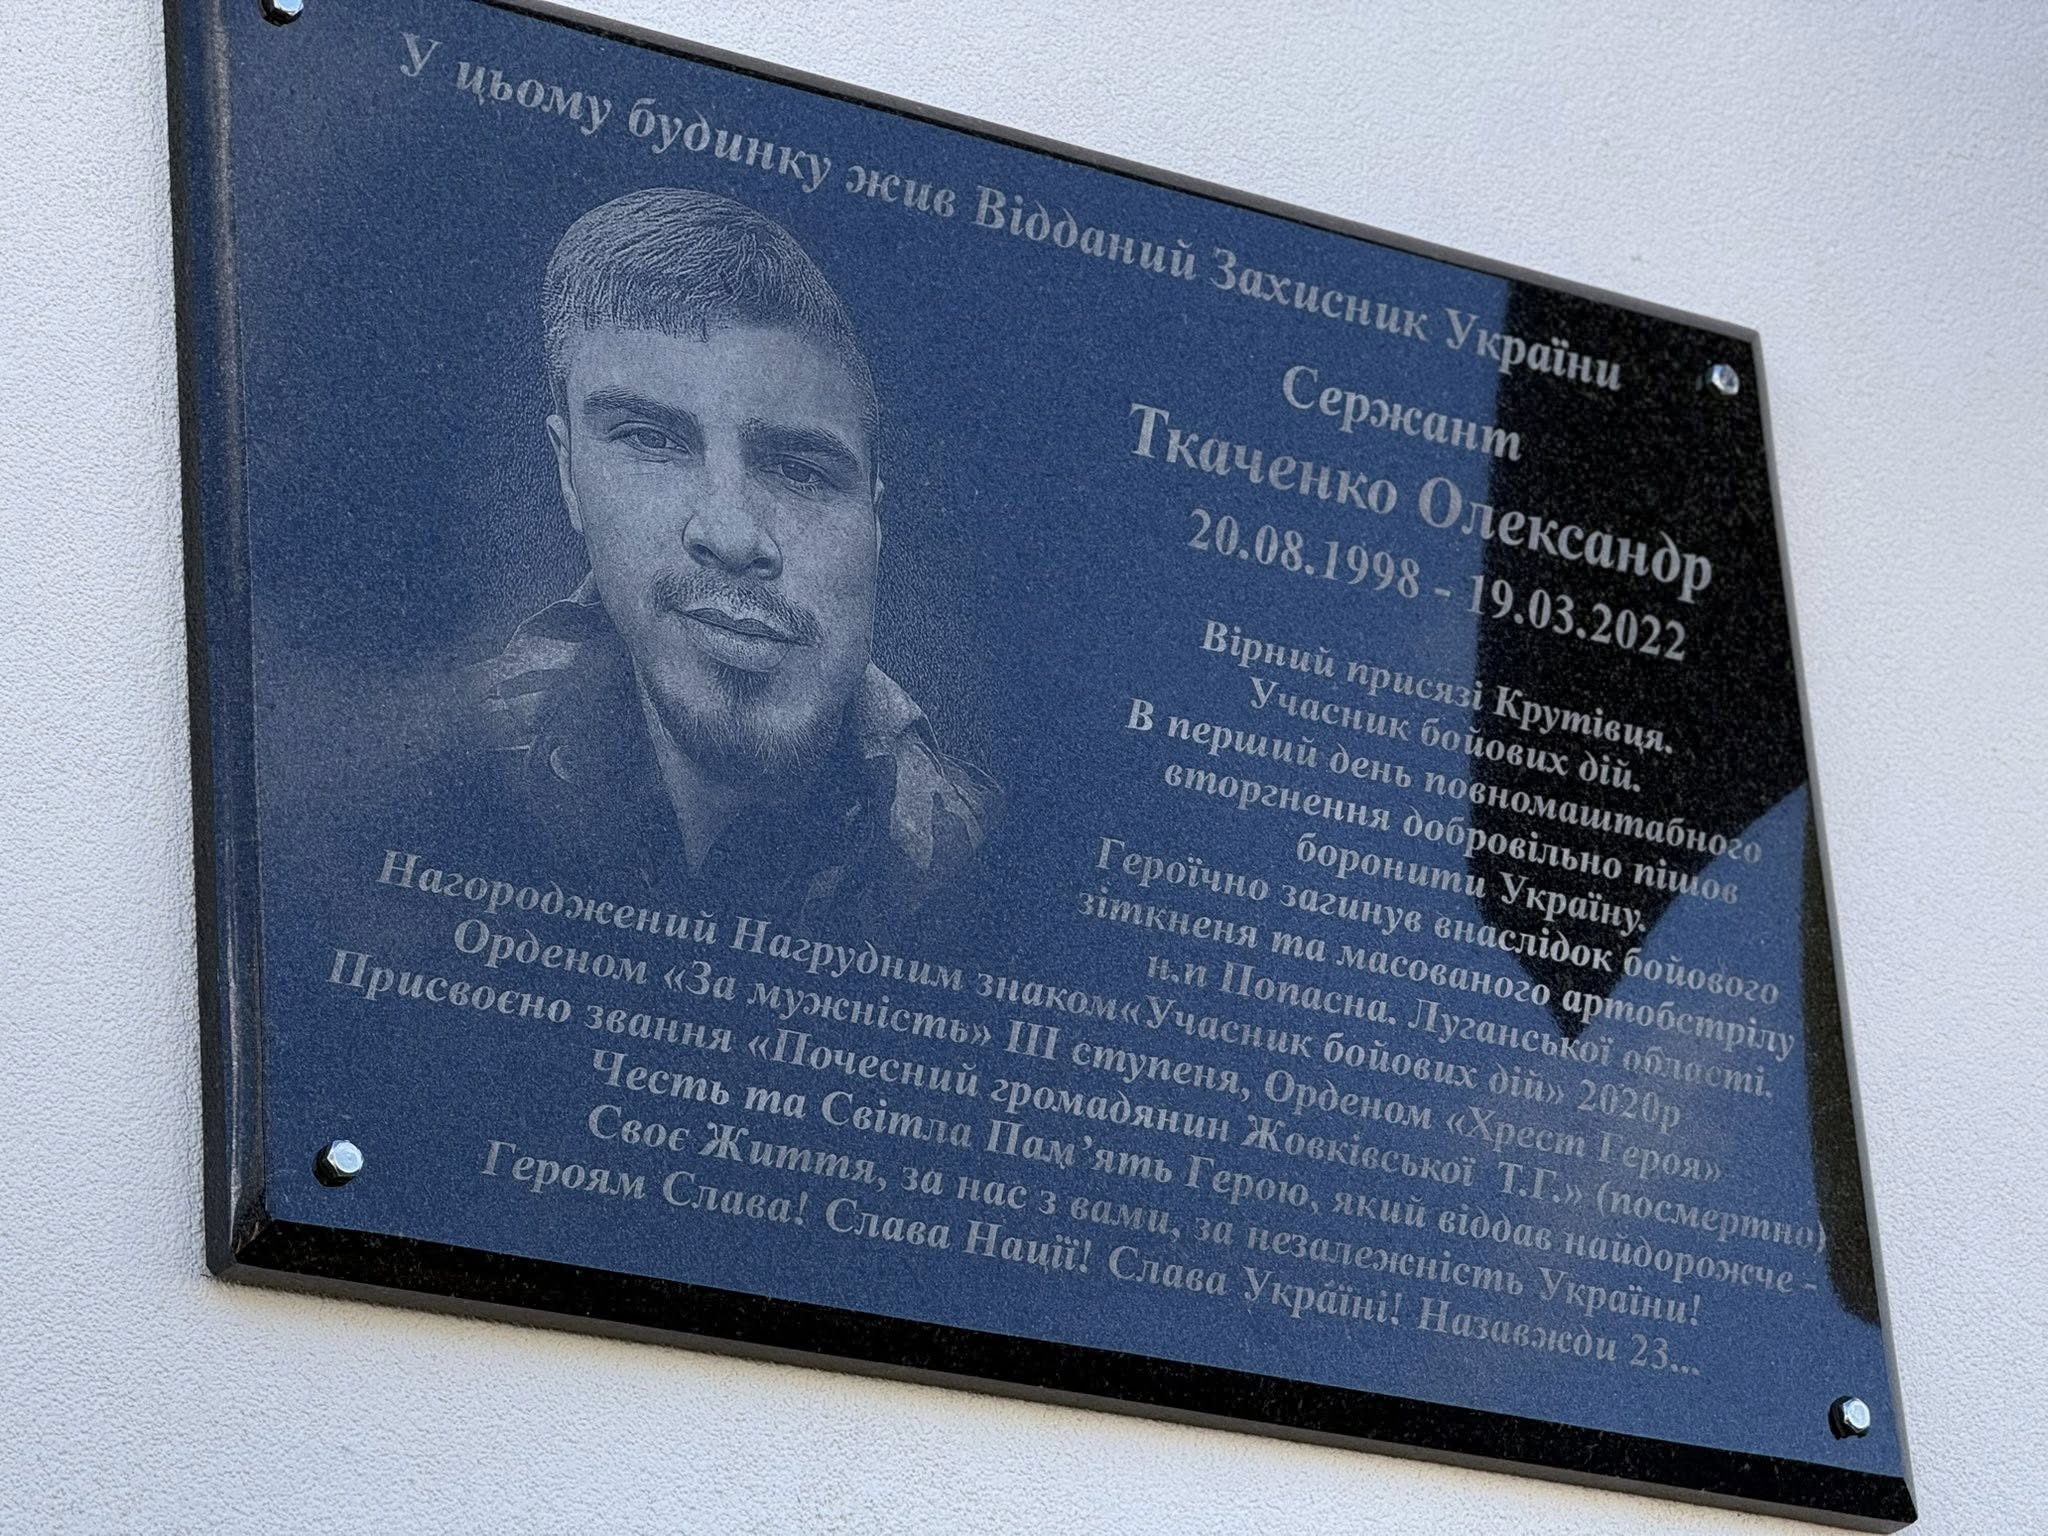 У цьому будинку жив Відданий Захисник України
Сержант
Ткаченко Олександр
20.08.1998 - 19.03.2022
Вірний присязі Крутівця.
Учасник бойових дій.
В перший день повномаштабного
вторгнення добровільно пішов
боронити Україну.
Героїчно загинув внаслідок бойового
зіткненя та масованого артобстрілу
н.п Попасна. Луганської області.
Нагороджений Нагрудним знаком«Учасник бойових дій» 2020р
Орденом «За мужність» ІІІ ступеня, Орденом «Хрест Героя»
Присвоєно звання «Почесний громадянин Жовківської Т.Г.» (посмертно)
Честь та Світла Пам’ять Герою, який віддав найдорожче -
Своє Життя, за нас з вами, за незалежність України!
Героям Слава! Слава Нації! Слава Україні! Назавжди 23...